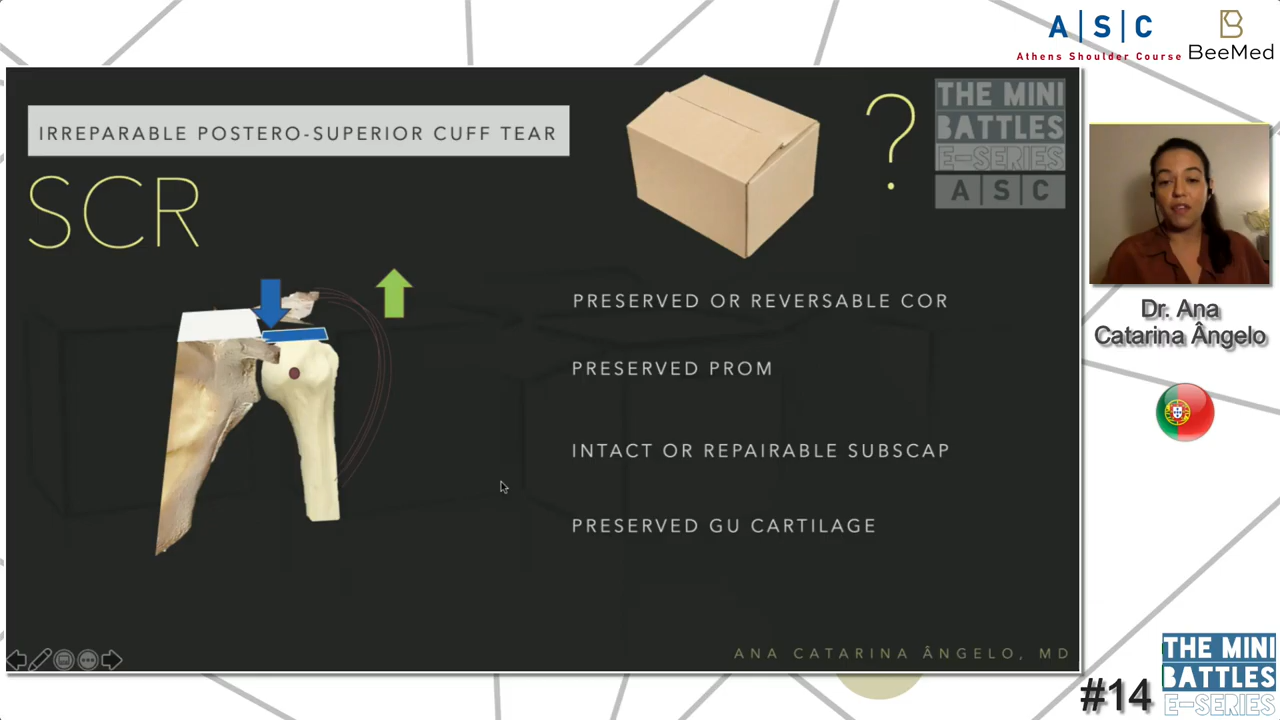 A|S|C
Athens Shoulder Course
BeeMed
IRREPARABLE POSTERO-SUPERIOR CUFF TEAR
SCR
?
THE MINI
BATTLES
E-SERIES
A|S|C
PRESERVED OR REVERSABLE COR
PRESERVED PROM
INTACT OR REPAIRABLE SUBSCAP
PRESERVED GU CARTILAGE
ANA CATARINA ÂNGELO, MD
Dr. Ana
Catarina Ângelo
#14
THE MINI
BATTLES
E-SERIES